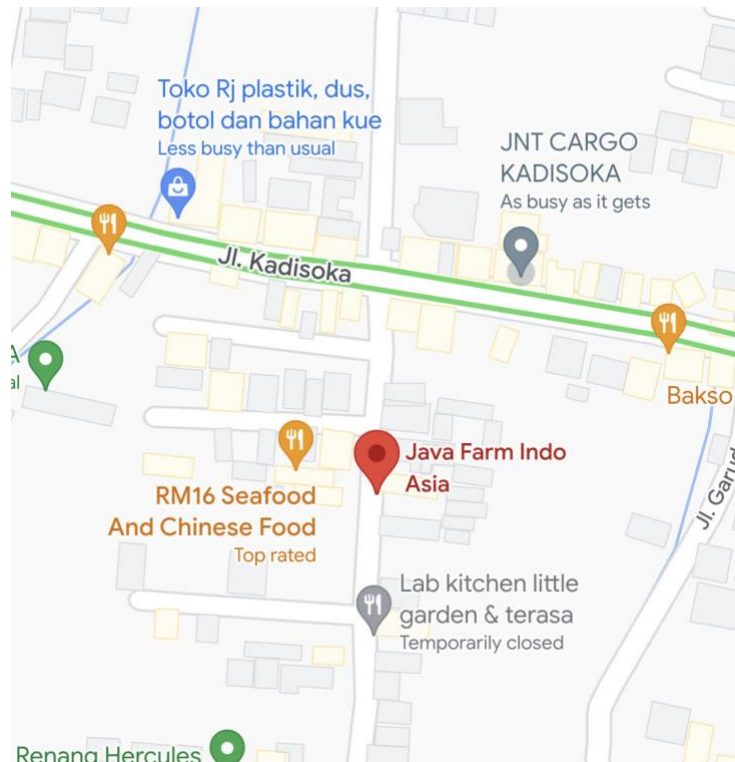 Toko Rj plastik, dus,
botol dan bahan kue
Less busy than usual
JNT CARGO
KADISOKA
As busy as it gets
Jl. Kadisoka
A
al
Bakso
Java Farm Indo
Asia
RM16 Seafood
And Chinese Food
Top rated
Jl. Garud
Lab kitchen little
garden & terasa
Temporarily closed
Renang Hercules